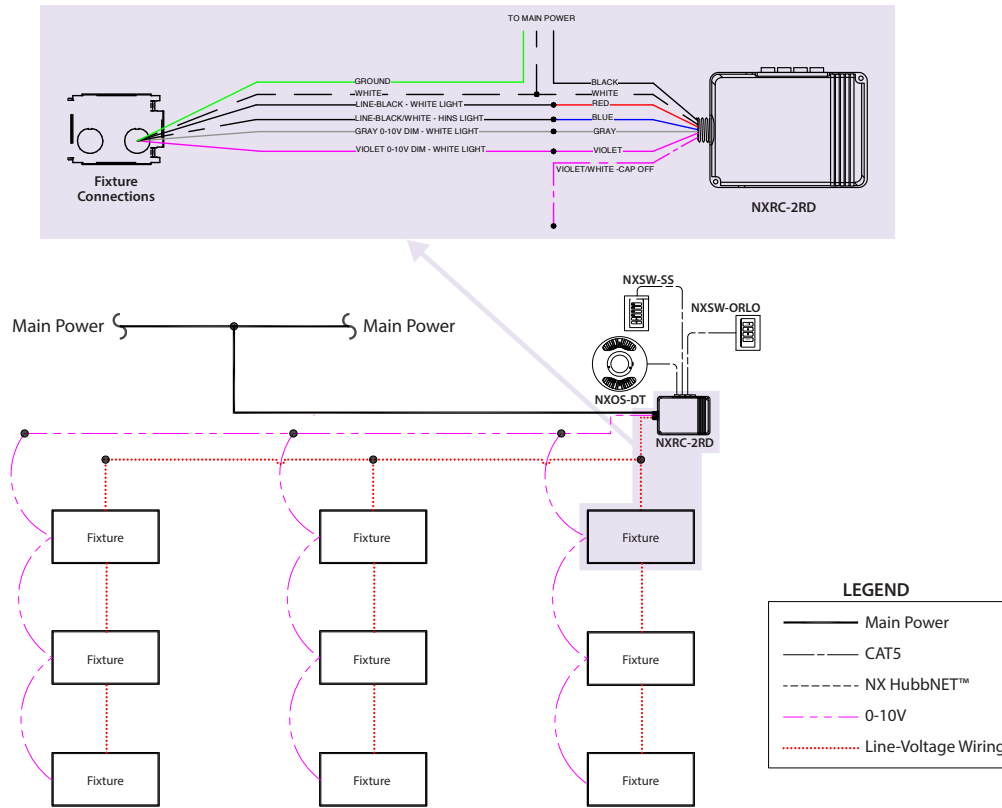 TO MAIN POWER
GROUND
BLACK
WHITE
WHITE
LINE-BLACK - WHITE LIGHT
RED
LINE-BLACK/WHITE - HINS LIGHT
BLUE
GRAY 0-10V DIM - WHITE LIGHT
GRAY
VIOLET 0-10V DIM - WHITE LIGHT
VIOLET
VIOLET/WHITE -CAP OFF
Fixture
Connections
NXRC-2RD
NXSW-SS
NXSW-ORLO
Main Power
Main Power
NXOS-DT
NXRC-2RD
Fixture
Fixture
Fixture
Fixture
Fixture
Fixture
Fixture
Fixture
Fixture
LEGEND
Main Power
CAT5
NX HubbNET™
0-10V
Line-Voltage Wiring